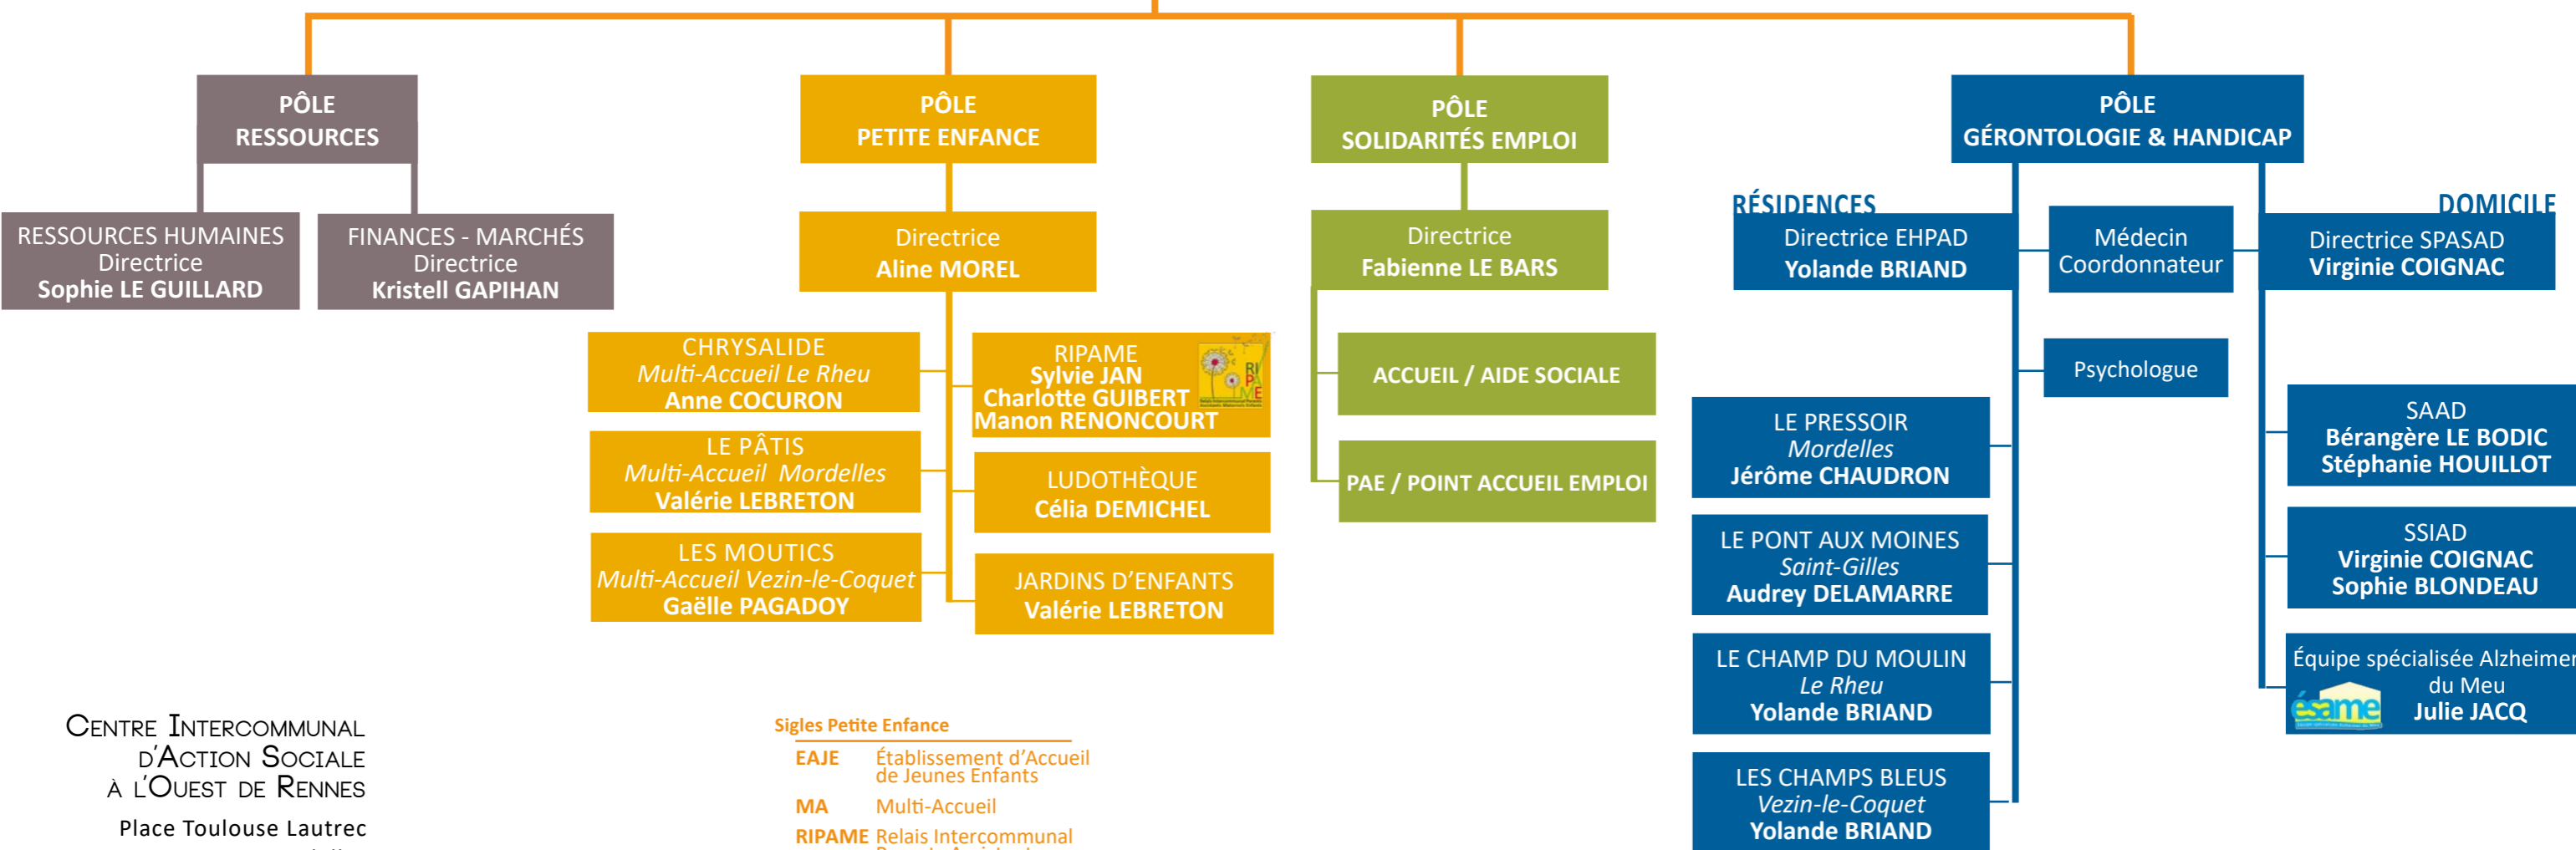 PÔLE
RESSOURCES
RESSOURCES HUMAINES
Directrice
Sophie LE GUILLARD
FINANCES - MARCHÉS
Directrice
Kristell GAPIHAN
PÔLE
PETITE ENFANCE
Directrice
Aline MOREL
CHRYSALIDE
Multi-Accueil Le Rheu
Anne COCURON
LE PÂTIS
Multi-Accueil Mordelles
Valérie LEBRETON
LES MOUTICS
Multi-Accueil Vezin-le-Coquet
Gaëlle PAGADOY
RIPAME
Sylvie JAN
Charlotte GUIBERT
Manon RENONCOURT
RI
PA
ME
LUDOTHÈQUE
Célia DEMICHEL
JARDINS D'ENFANTS
Valérie LEBRETON
PÔLE
SOLIDARITÉS EMPLOI
Directrice
Fabienne LE BARS
ACCUEIL / AIDE SOCIALE
PAE / POINT ACCUEIL EMPLOI
PÔLE
GÉRONTOLOGIE & HANDICAP
RÉSIDENCES
Directrice EHPAD
Yolande BRIAND
Médecin
Coordonnateur
DOMICILE
Directrice SPASAD
Virginie COIGNAC
Psychologue
LE PRESSOIR
Mordelles
Jérôme CHAUDRON
LE PONT AUX MOINES
Saint-Gilles
Audrey DELAMARRE
LE CHAMP DU MOULIN
Le Rheu
Yolande BRIAND
LES CHAMPS BLEUS
Vezin-le-Coquet
Yolande BRIAND
SAAD
Bérangère LE BODIC
Stéphanie HOUILLOT
SSIAD
Virginie COIGNAC
Sophie BLONDEAU
Équipe spécialisée Alzheimer
du Meu
Julie JACQ
ésame
CENTRE INTERCOMMUNAL
D'ACTION SOCIALE
À L'OUEST DE RENNES
Place Toulouse Lautrec
Sigles Petite Enfance
EAJE Établissement d'Accueil
de Jeunes Enfants
MA Multi-Accueil
RIPAME Relais Intercommunal